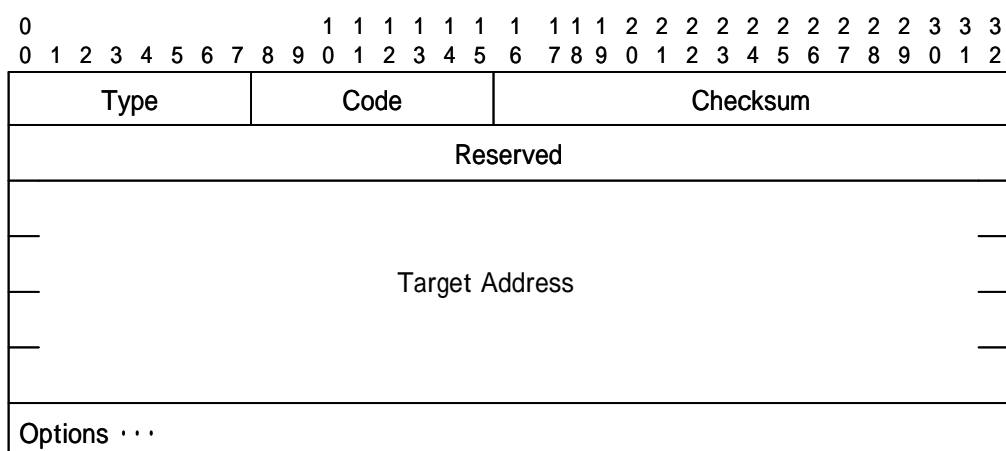 0 1 1 1 1 1 1 1 1 1 1 2 2 2 2 2 2 2 2 2 2 3 3 3
0 1 2 3 4 5 6 7 8 9 0 1 2 3 4 5 6 7 8 9 0 1 2 3 4 5 6 7 8 9 0 1 2
Type Code Checksum
Reserved
Target Address
Options ···